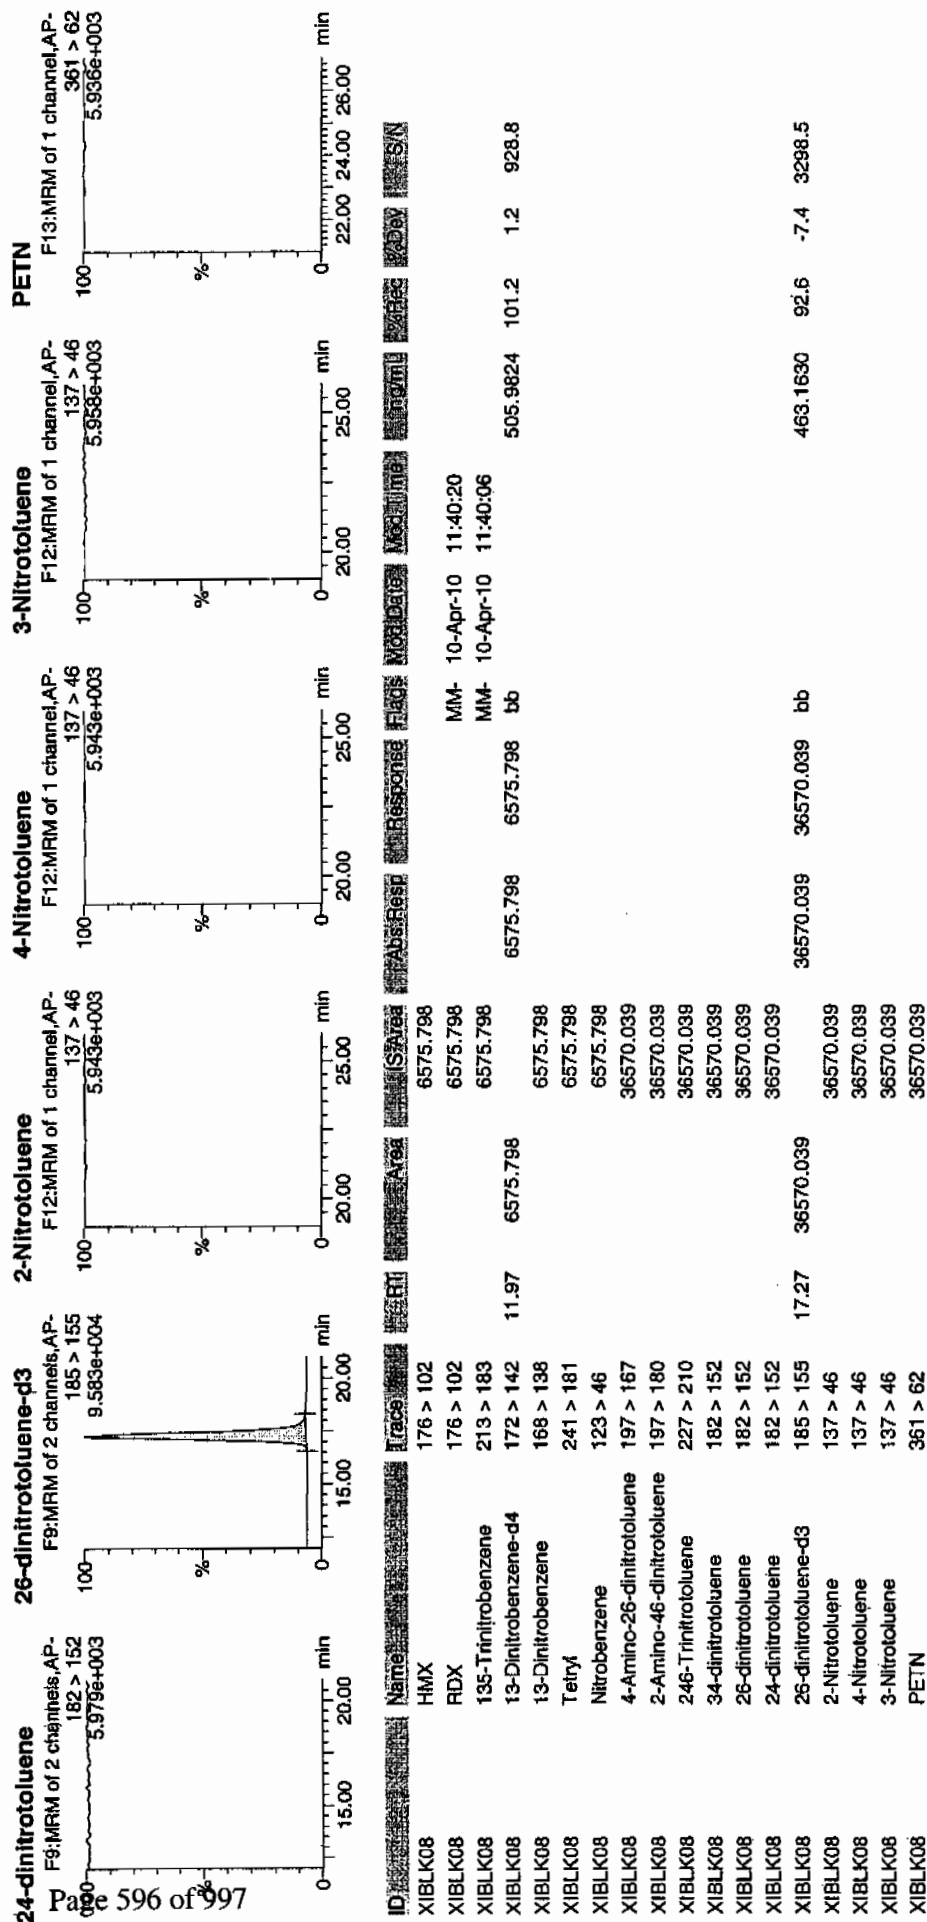 24-dinitrotoluene
F9:MRM of 2 channels,AP-
182 > 152
5.979e+003
100
%
0
15.00 20.00 min
26-dinitrotoluene-d3
F9:MRM of 2 channels,AP-
185 > 155
9.583e+004
100
%
0
15.00 20.00 min
2-Nitrotoluene
F12:MRM of 1 channel,AP-
137 > 46
5.943e+003
100
%
0
20.00 25.00 min
4-Nitrotoluene
F12:MRM of 1 channel,AP-
137 > 46
5.943e+003
100
%
0
20.00 25.00 min
3-Nitrotoluene
F12:MRM of 1 channel,AP-
137 > 46
5.958e+003
100
%
0
20.00 25.00 min
PETN
F13:MRM of 1 channel,AP-
361 > 62
5.936e+003
100
%
0
22.00 24.00 26.00 min
ID Name Trace RT Area IS Area Abs.Resp Response Flags Mod.Date Mod.Time ng/mL %Rec %Dev S/N
XIBLK08 HMX 176 > 102 6575.798
XIBLK08 RDX 176 > 102 6575.798 MM- 10-Apr-10 11:40:20
XIBLK08 135-Trinitrobenzene 213 > 183 6575.798 MM- 10-Apr-10 11:40:06
XIBLK08 13-Dinitrobenzene-d4 172 > 142 11.97 6575.798 6575.798 6575.798 bb 505.9824 101.2 1.2 928.8
XIBLK08 13-Dinitrobenzene 168 > 138 6575.798
XIBLK08 Tetryl 241 > 181 6575.798
XIBLK08 Nitrobenzene 123 > 46 6575.798
XIBLK08 4-Amino-26-dinitrotoluene 197 > 167 36570.039
XIBLK08 2-Amino-46-dinitrotoluene 197 > 180 36570.039
XIBLK08 246-Trinitrotoluene 227 > 210 36570.039
XIBLK08 34-dinitrotoluene 182 > 152 36570.039
XIBLK08 26-dinitrotoluene 182 > 152 36570.039
XIBLK08 24-dinitrotoluene 182 > 152 36570.039
XIBLK08 26-dinitrotoluene-d3 185 > 155 17.27 36570.039 36570.039 36570.039 bb 463.1630 92.6 -7.4 3298.5
XIBLK08 2-Nitrotoluene 137 > 46 36570.039
XIBLK08 4-Nitrotoluene 137 > 46 36570.039
XIBLK08 3-Nitrotoluene 137 > 46 36570.039
XIBLK08 PETN 361 > 62 36570.039
Page 596 of 997